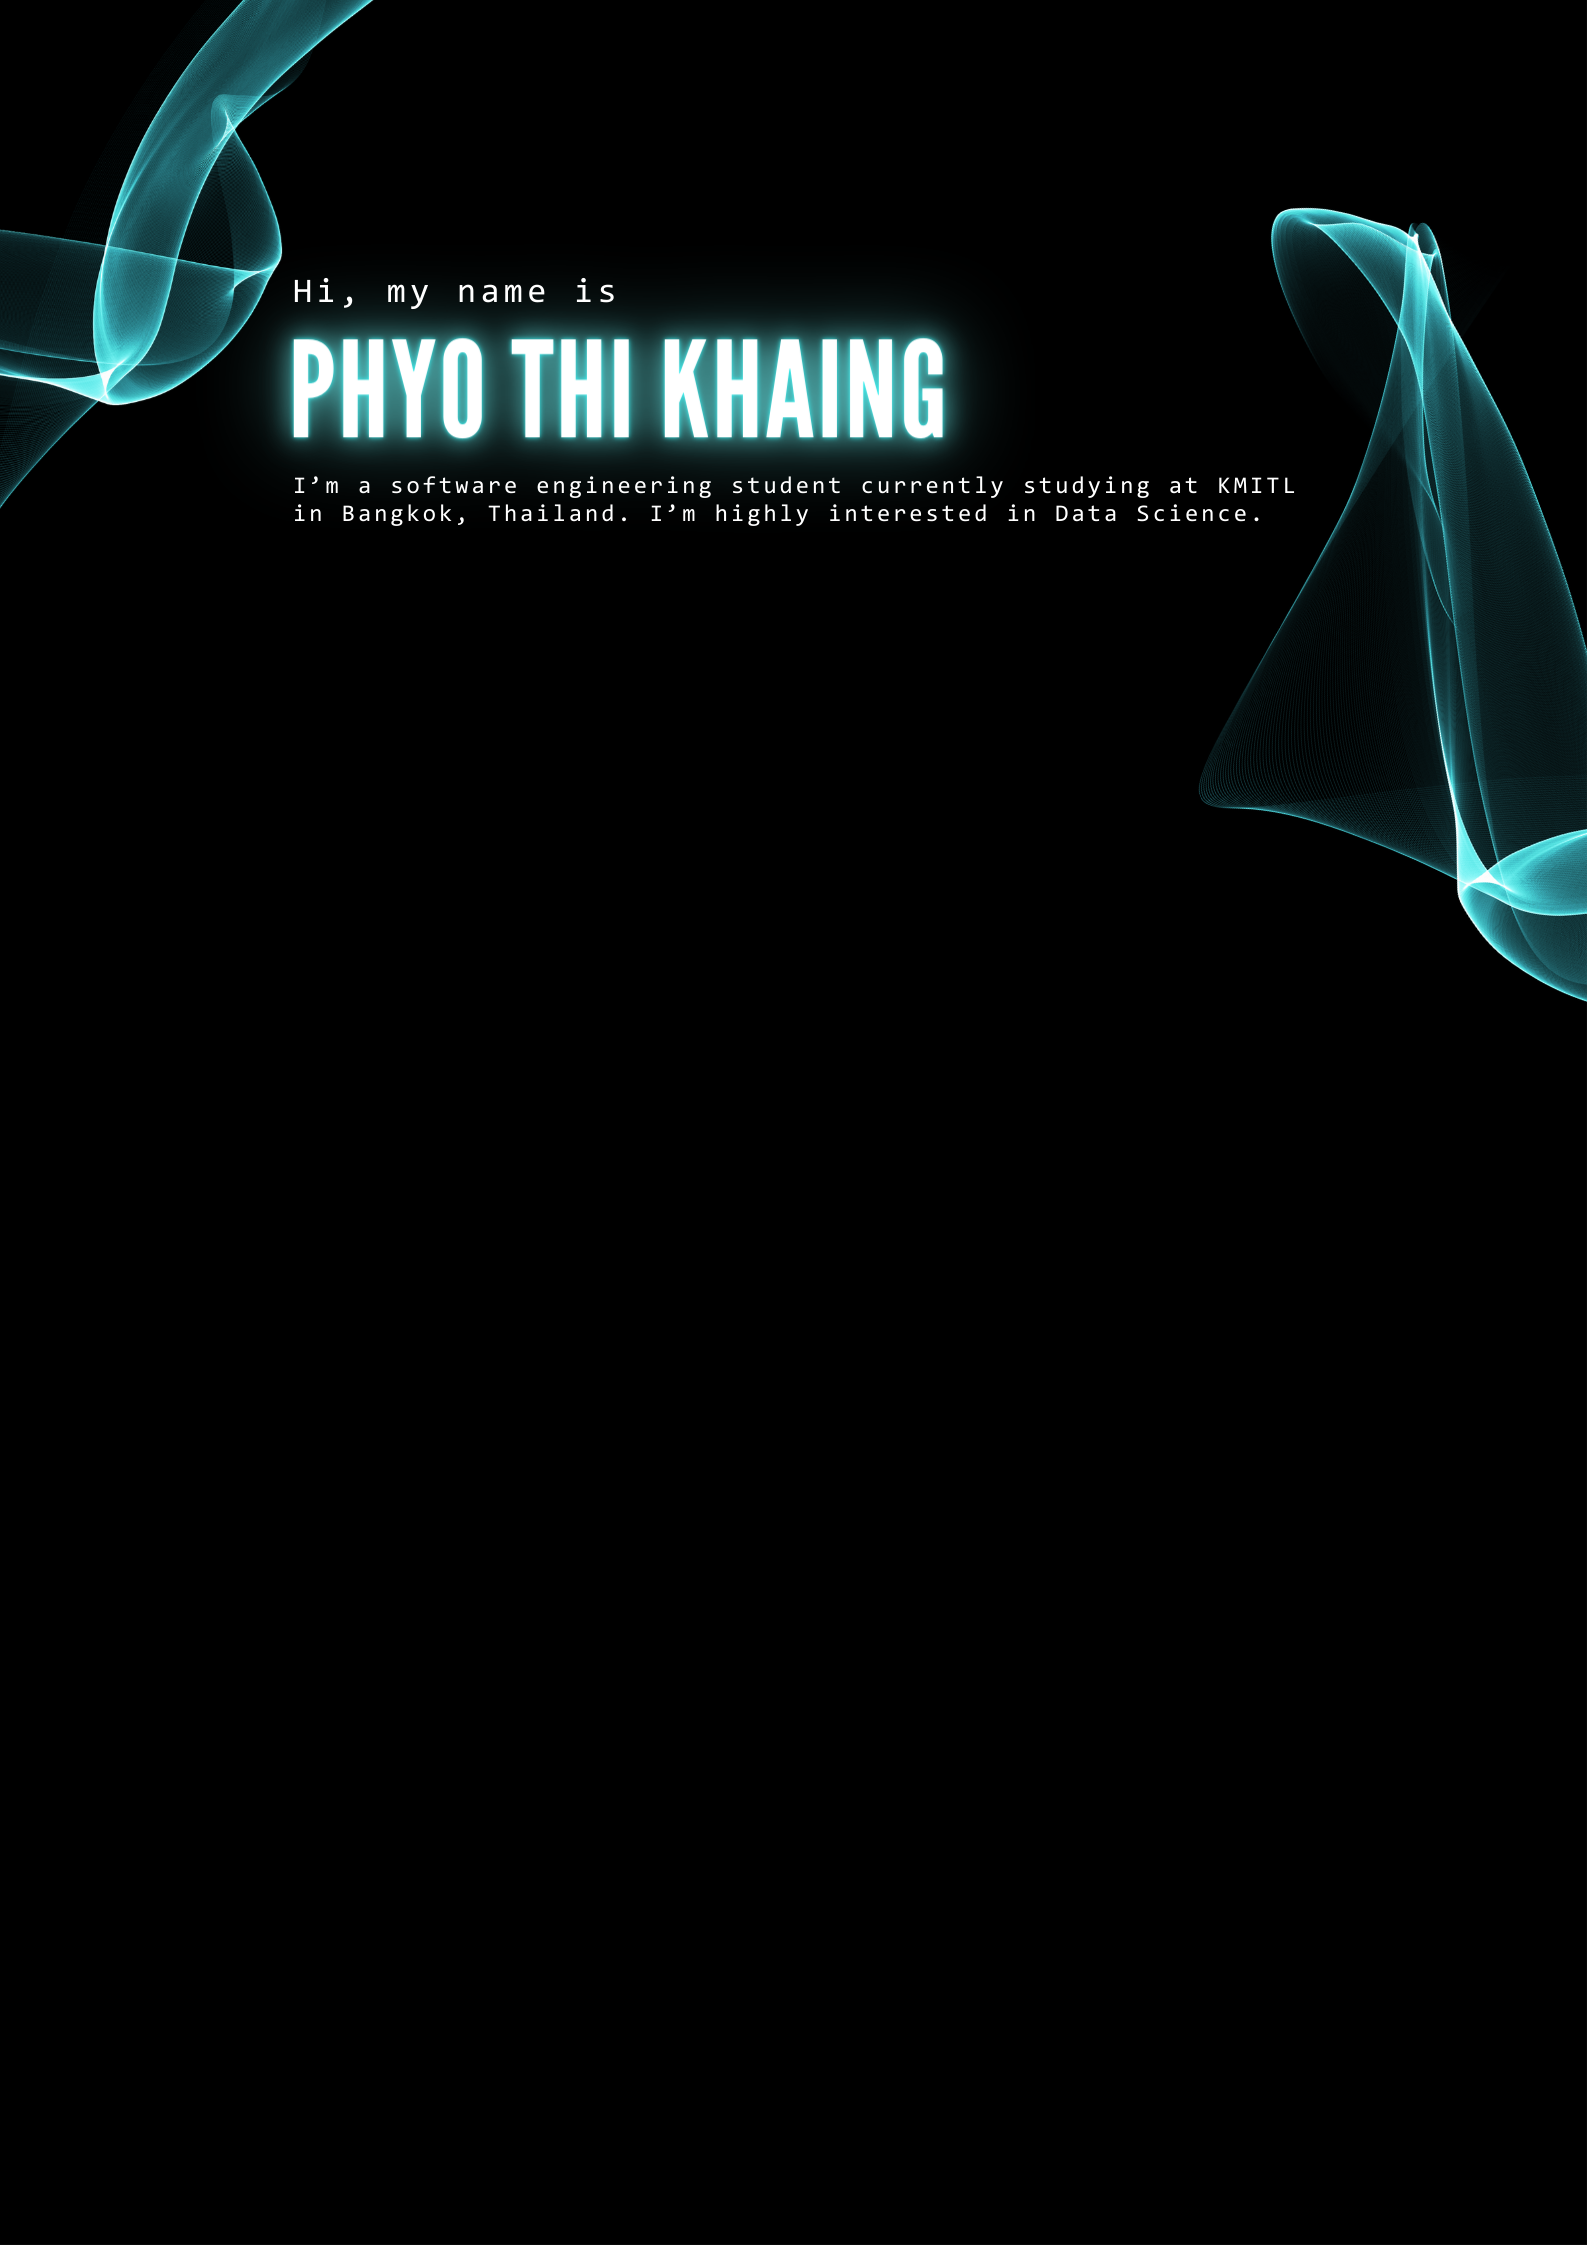 Hi, my name is
PHYO THI KHAING
I’m a software engineering student currently studying at KMITL
in Bangkok, Thailand. I’m highly interested in Data Science.